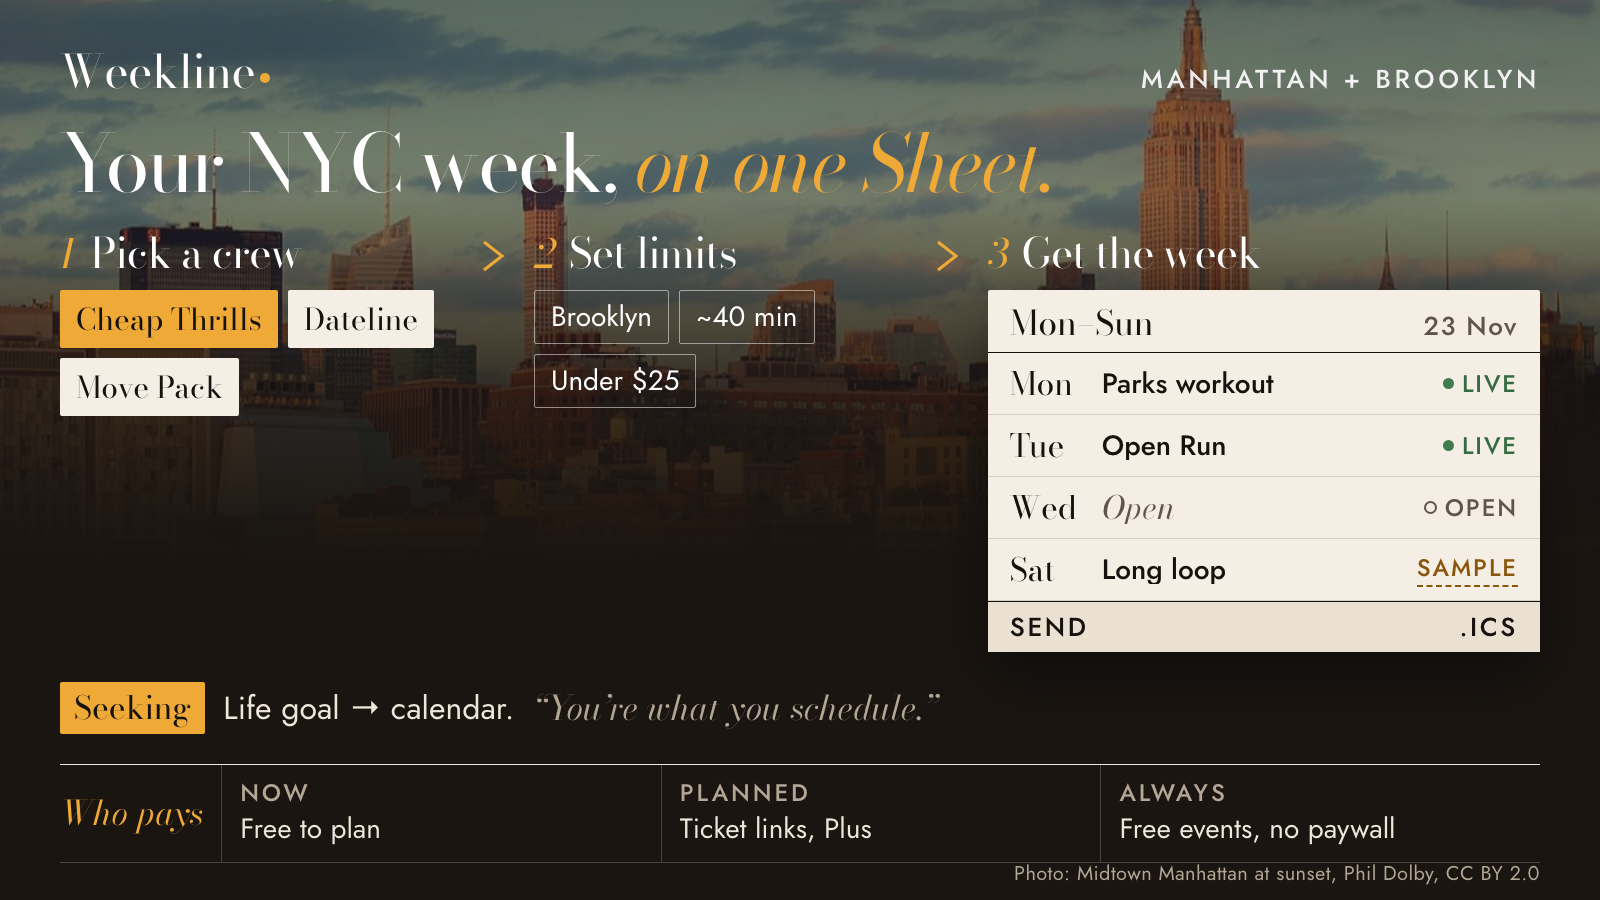 Weekline
MANHATTAN + BROOKLYN
Your NYC week, on one Sheet.
1 Pick a crew
Cheap Thrills
Dateline
Move Pack
>
2 Set limits
Brooklyn
~40 min
Under $25
>
3 Get the week
Mon–Sun 23 Nov
Mon Parks workout LIVE
Tue Open Run LIVE
Wed Open OPEN
Sat Long loop SAMPLE
SEND .ICS
Seeking Life goal → calendar. “You’re what you schedule.”
Who pays
NOW
Free to plan
PLANNED
Ticket links, Plus
ALWAYS
Free events, no paywall
Photo: Midtown Manhattan at sunset, Phil Dolby, CC BY 2.0